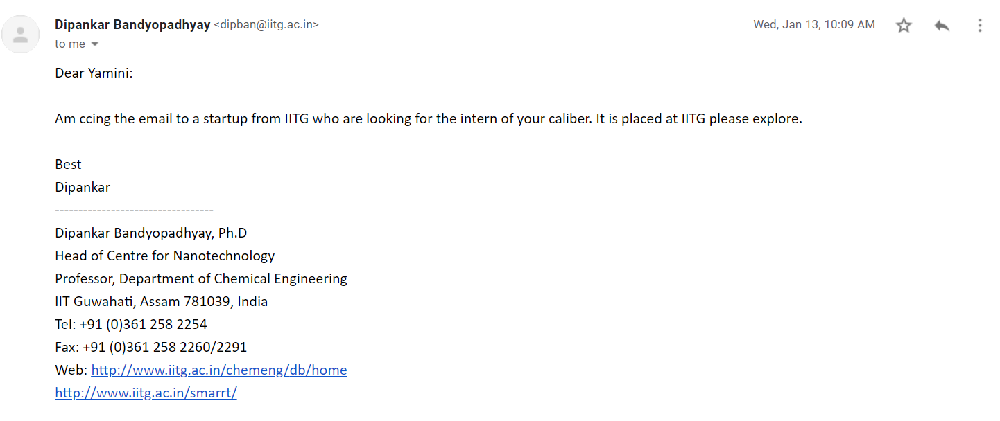 Dipankar Bandyopadhyay <dipban@iitg.ac.in> Wed, Jan 13, 10:09 AM
to me
Dear Yamini:
Am ccing the email to a startup from IITG who are looking for the intern of your caliber. It is placed at IITG please explore.
Best
Dipankar
----------------------------------
Dipankar Bandyopadhyay, Ph.D
Head of Centre for Nanotechnology
Professor, Department of Chemical Engineering
IIT Guwahati, Assam 781039, India
Tel: +91 (0)361 258 2254
Fax: +91 (0)361 258 2260/2291
Web: http://www.iitg.ac.in/chemeng/db/home
http://www.iitg.ac.in/smarrt/